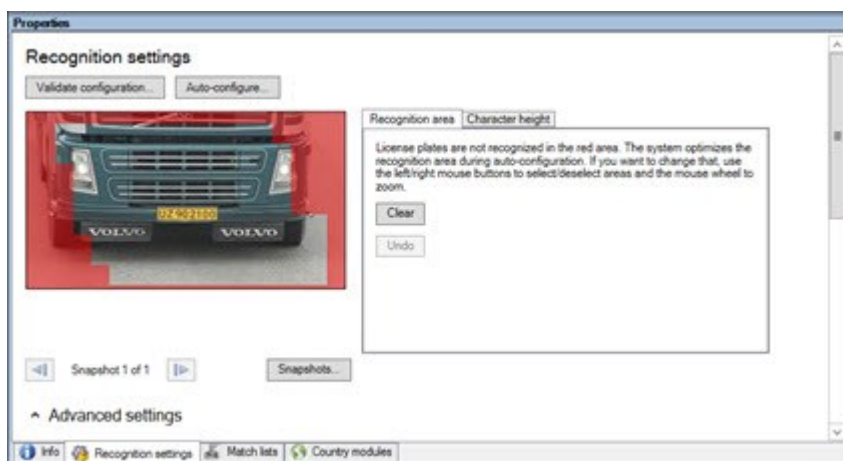 Properties
Recognition settings
Validate configuration...
Auto-configure...
Recognition area
Character height
License plates are not recognized in the red area. The system optimizes the
recognition area during auto-configuration. If you want to change that, use
the left/right mouse buttons to select/deselect areas and the mouse wheel to
zoom.
Clear
Undo
UZ 902100
VOLVO VOLVO
Snapshot 1 of 1
Snapshots...
Advanced settings
Info
Recognition settings
Match lists
Country modules